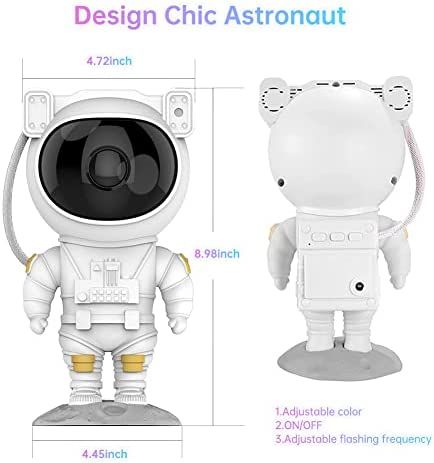 Design Chic Astronaut
4.72inch
8.98inch
4.45inch
1.Adjustable color
2.ON/OFF
3.Adjustable flashing frequency